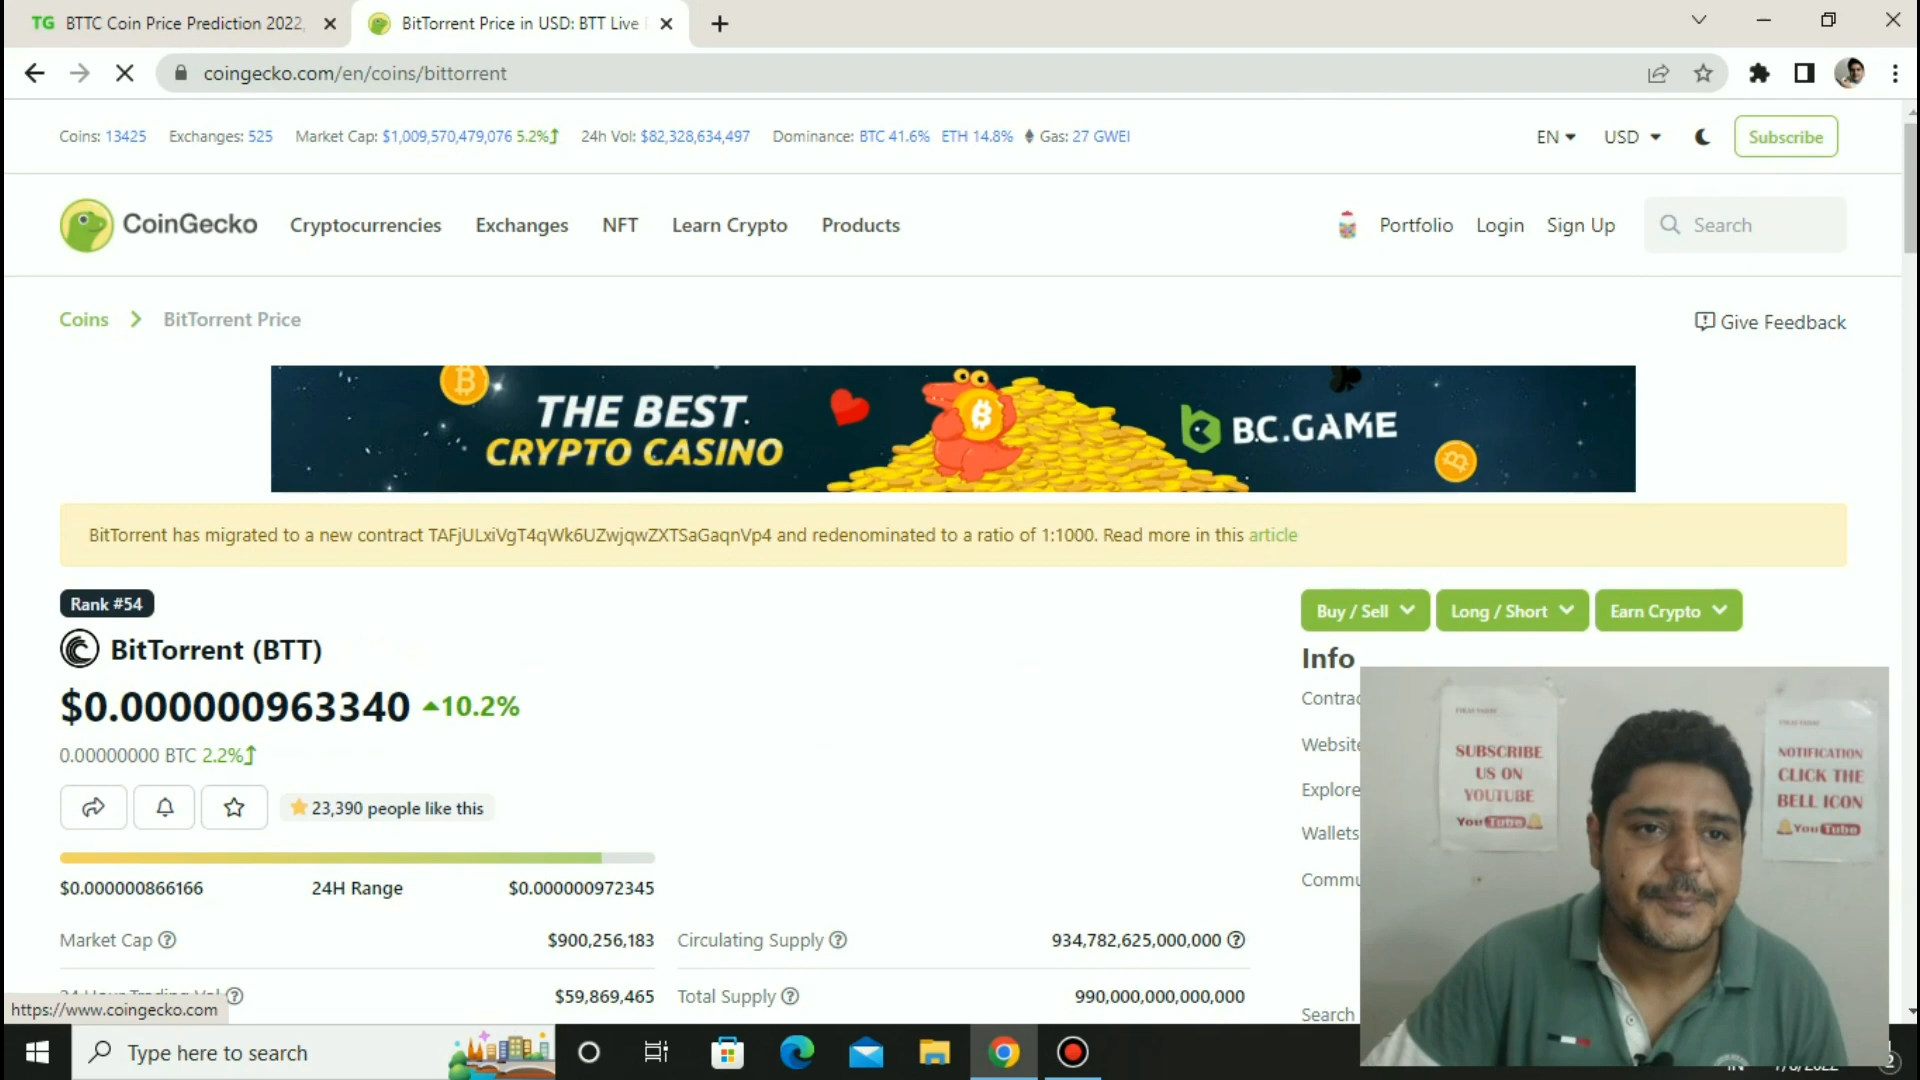 TG BTTC Coin Price Prediction 2022,
BitTorrent Price in USD: BTT Live
coingecko.com/en/coins/bittorrent
Coins: 13425 Exchanges: 525 Market Cap: $1,009,570,479,076 5.2% 24h Vol: $82,328,634,497 Dominance: BTC 41.6% ETH 14.8% Gas: 27 GWEI
EN USD Subscribe
CoinGecko Cryptocurrencies Exchanges NFT Learn Crypto Products Portfolio Login Sign Up Search
Coins BitTorrent Price Give Feedback
THE BEST
CRYPTO CASINO
BC.GAME
BitTorrent has migrated to a new contract TAFjULxiVgT4qWk6UZwjqwZXTSaGaqnVp4 and redenominated to a ratio of 1:1000. Read more in this article
Rank #54
Buy / Sell Long / Short Earn Crypto
BitTorrent (BTT)
Info
$0.000000963340 10.2%
0.00000000 BTC 2.2%
23,390 people like this
$0.000000866166 24H Range $0.000000972345
Market Cap $900,256,183 Circulating Supply 934,782,625,000,000
$59,869,465 Total Supply 990,000,000,000,000
Contrac
Website
Explore
Wallets
Commu
Search
SUBSCRIBE
US ON
YOUTUBE
YouTube
NOTIFICATION
CLICK THE
BELL ICON
YouTube
https://www.coingecko.com
Type here to search
2